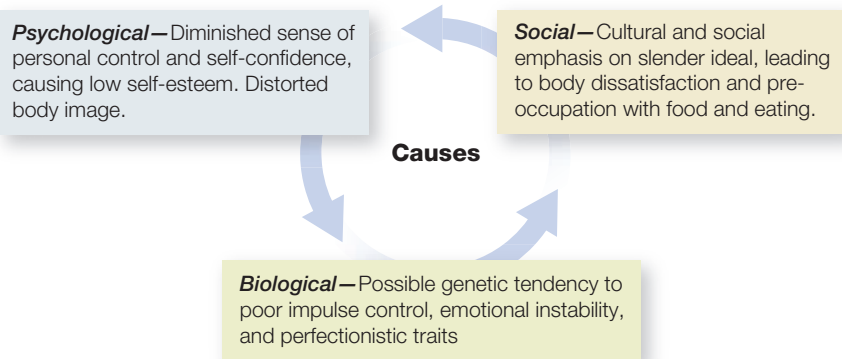 Psychological—Diminished sense of
personal control and self-confidence,
causing low self-esteem. Distorted
body image.
Social—Cultural and social
emphasis on slender ideal, leading
to body dissatisfaction and pre-
occupation with food and eating.
Causes
Biological—Possible genetic tendency to
poor impulse control, emotional instability,
and perfectionistic traits